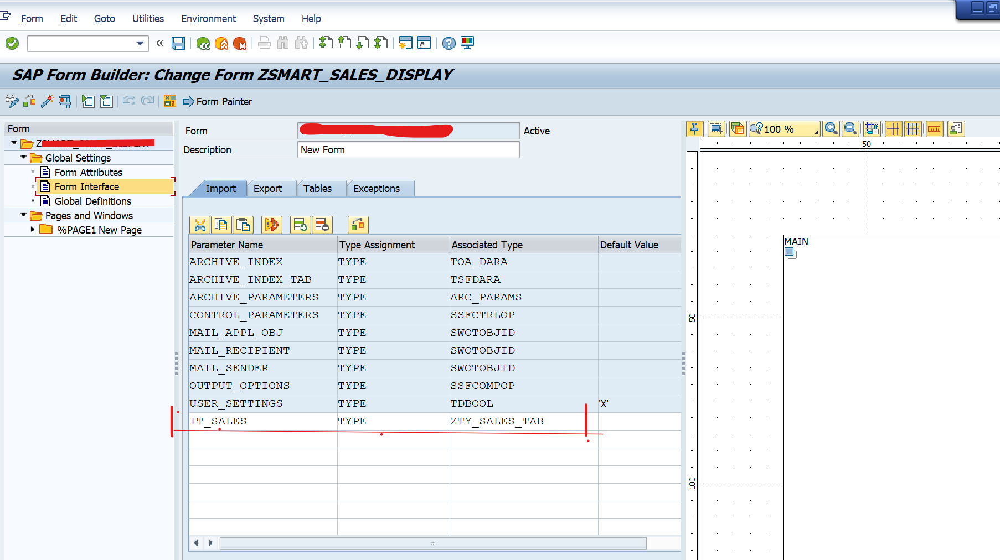 Form Edit Goto Utilities Environment System Help
SAP Form Builder: Change Form ZSMART_SALES_DISPLAY
Form Painter
Form
Global Settings
Form Attributes
Form Interface
Global Definitions
Pages and Windows
%PAGE1 New Page
Form Active
Description New Form
Import Export Tables Exceptions
Parameter Name Type Assignment Associated Type Default Value
ARCHIVE_INDEX TYPE TOA_DARA
ARCHIVE_INDEX_TAB TYPE TSFDARA
ARCHIVE_PARAMETERS TYPE ARC_PARAMS
CONTROL_PARAMETERS TYPE SSFCTRLOP
MAIL_APPL_OBJ TYPE SWOTOBJID
MAIL_RECIPIENT TYPE SWOTOBJID
MAIL_SENDER TYPE SWOTOBJID
OUTPUT_OPTIONS TYPE SSFCOMPOP
USER_SETTINGS TYPE TDBOOL 'X'
IT_SALES TYPE ZTY_SALES_TAB
100 %
50
MAIN
50
100